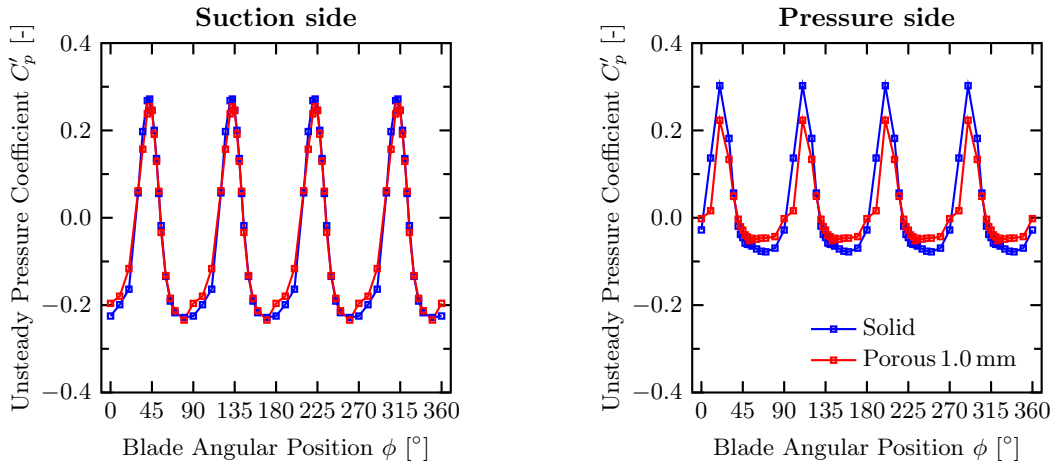 Suction side
Unsteady Pressure Coefficient C′p [-]
0.4
0.2
0.0
−0.2
−0.4
0 45 90 135 180 225 270 315 360
Blade Angular Position ϕ [°]
Pressure side
Unsteady Pressure Coefficient C′p [-]
0.4
0.2
0.0
−0.2
−0.4
Solid
Porous 1.0 mm
0 45 90 135 180 225 270 315 360
Blade Angular Position ϕ [°]